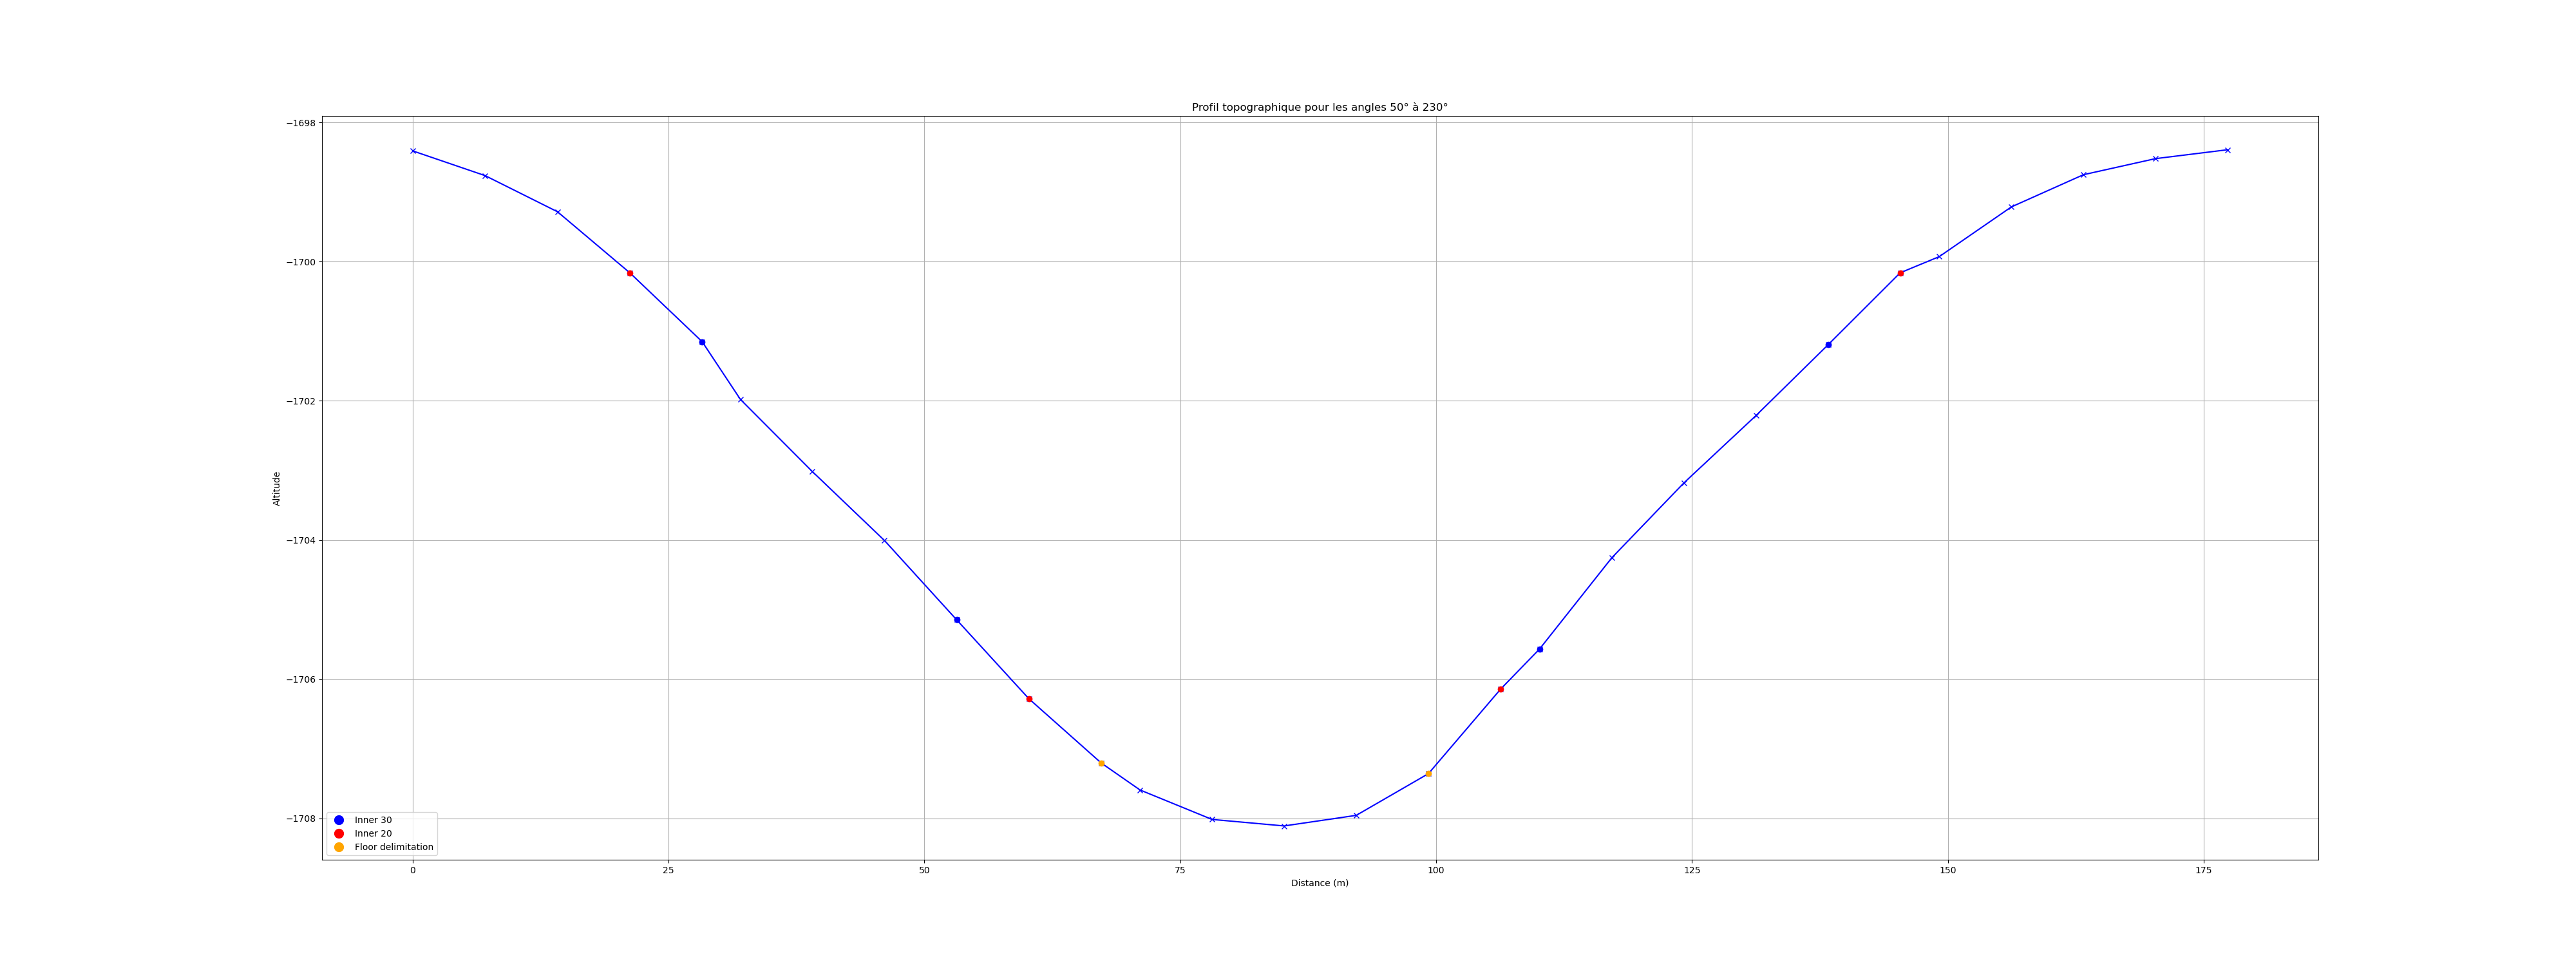 Profil topographique pour les angles 50° à 230°
−1698
−1700
−1702
−1704
−1706
−1708
Altitude
Inner 30
Inner 20
Floor delimitation
0
25
50
75
100
125
150
175
Distance (m)